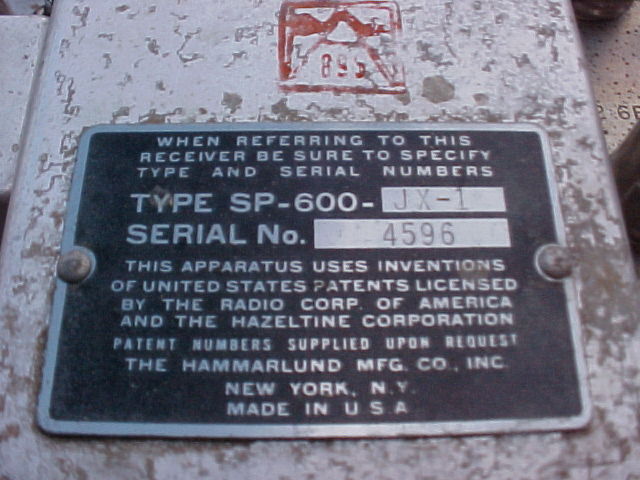 895
6E
WHEN REFERRING TO THIS
RECEIVER BE SURE TO SPECIFY
TYPE AND SERIAL NUMBERS
TYPE SP-600-JX-1
SERIAL No. 4596
THIS APPARATUS USES INVENTIONS
OF UNITED STATES PATENTS LICENSED
BY THE RADIO CORP. OF AMERICA
AND THE HAZELTINE CORPORATION
PATENT NUMBERS SUPPLIED UPON REQUEST
THE HAMMARLUND MFG. CO., INC.
NEW YORK, N.Y.
MADE IN U.S.A